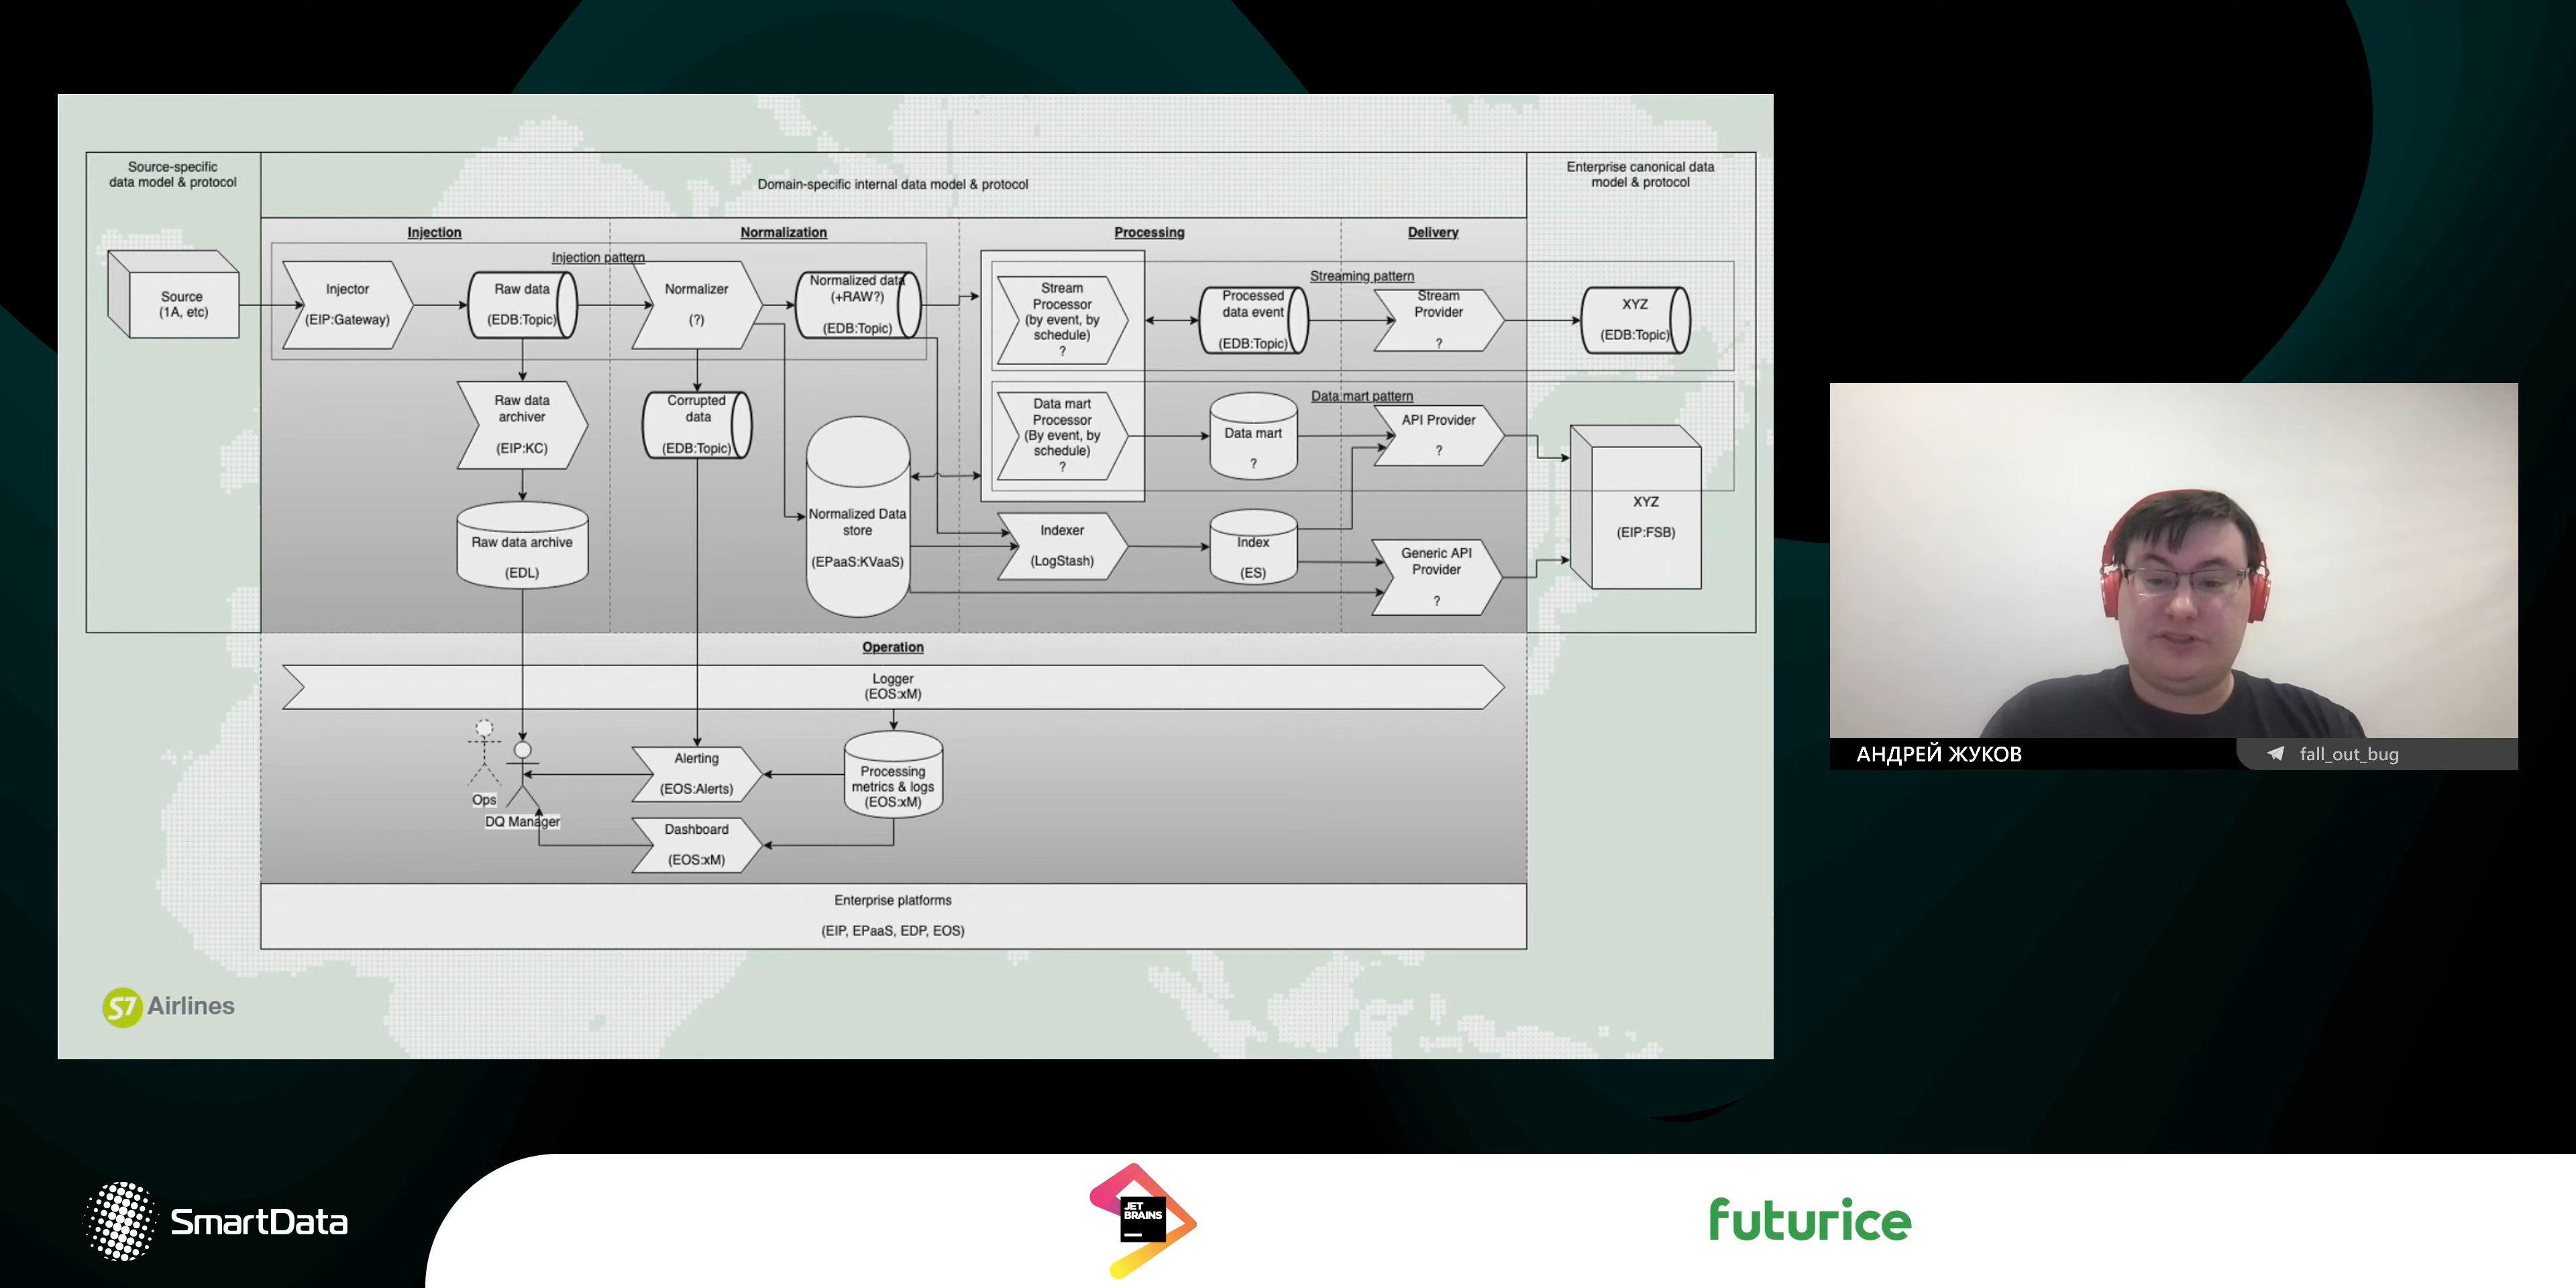 Source-specific
data model & protocol
Domain-specific internal data model & protocol
Enterprise canonical data
model & protocol
Injection
Normalization
Processing
Delivery
Injection pattern
Streaming pattern
Source
(1A, etc)
Injector
(EIP:Gateway)
Raw data
(EDB:Topic)
Normalizer
(?)
Normalized data
(+RAW?)
(EDB:Topic)
Stream
Processor
(by event, by
schedule)
?
Processed
data event
(EDB:Topic)
Stream
Provider
?
XYZ
(EDB:Topic)
Raw data
archiver
(EIP:KC)
Corrupted
data
(EDB:Topic)
Data mart pattern
Data mart
Processor
(By event, by
schedule)
?
Data mart
?
API Provider
?
Raw data archive
(EDL)
Normalized Data
store
(EPaaS:KVaaS)
Indexer
(LogStash)
Index
(ES)
Generic API
Provider
?
XYZ
(EIP:FSB)
Operation
Logger
(EOS:xM)
Ops
DQ Manager
Alerting
(EOS:Alerts)
Processing
metrics & logs
(EOS:xM)
Dashboard
(EOS:xM)
Enterprise platforms
(EIP, EPaaS, EDP, EOS)
S7 Airlines
АНДРЕЙ ЖУКОВ
fall_out_bug
SmartData
JET
BRAINS
futurice